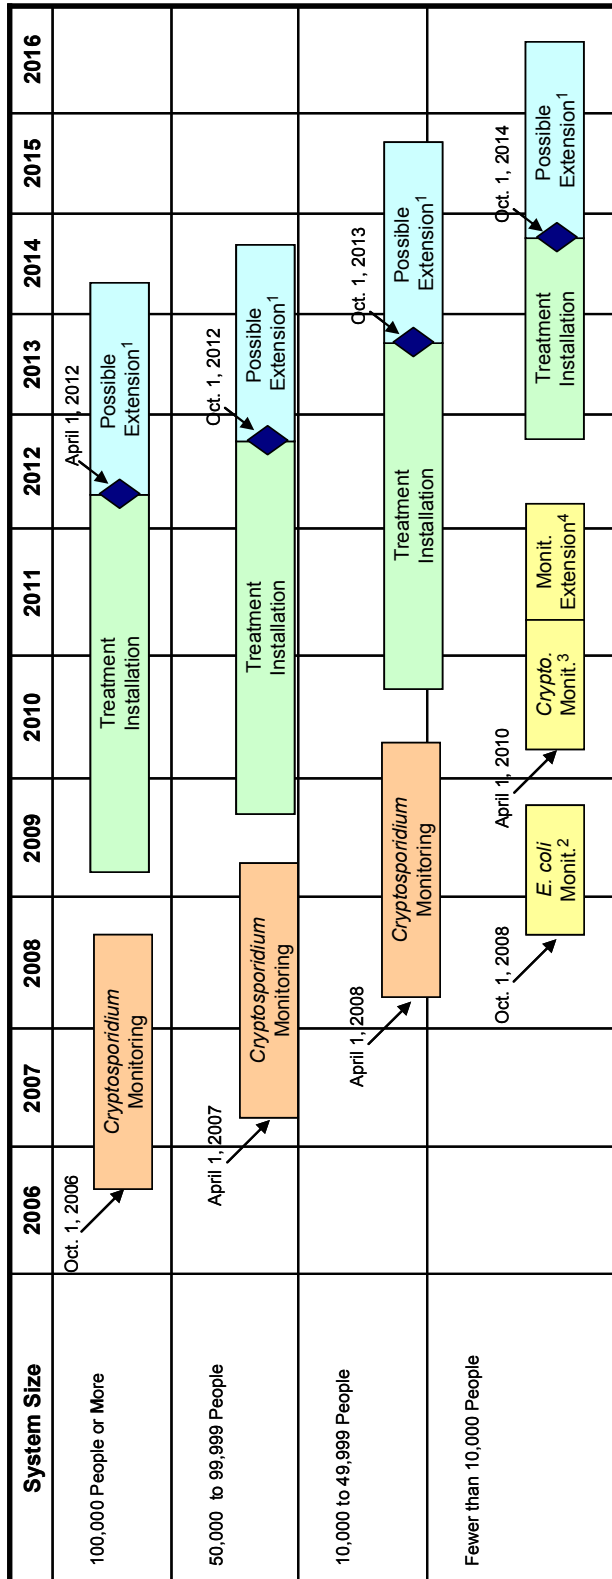 System Size 2006 2007 2008 2009 2010 2011 2012 2013 2014 2015 2016
100,000 People or More
Oct. 1, 2006
Cryptosporidium
Monitoring
Treatment
Installation
April 1, 2012
Possible
Extension¹
50,000 to 99,999 People
April 1, 2007
Cryptosporidium
Monitoring
Treatment
Installation
Oct. 1, 2012
Possible
Extension¹
10,000 to 49,999 People
April 1, 2008
Cryptosporidium
Monitoring
Treatment
Installation
Oct. 1, 2013
Possible
Extension¹
Fewer than 10,000 People
Oct. 1, 2008
E. coli
Monit.²
April 1, 2010
Crypto.
Monit.³
Monit.
Extension⁴
Treatment
Installation
Oct. 1, 2014
Possible
Extension¹